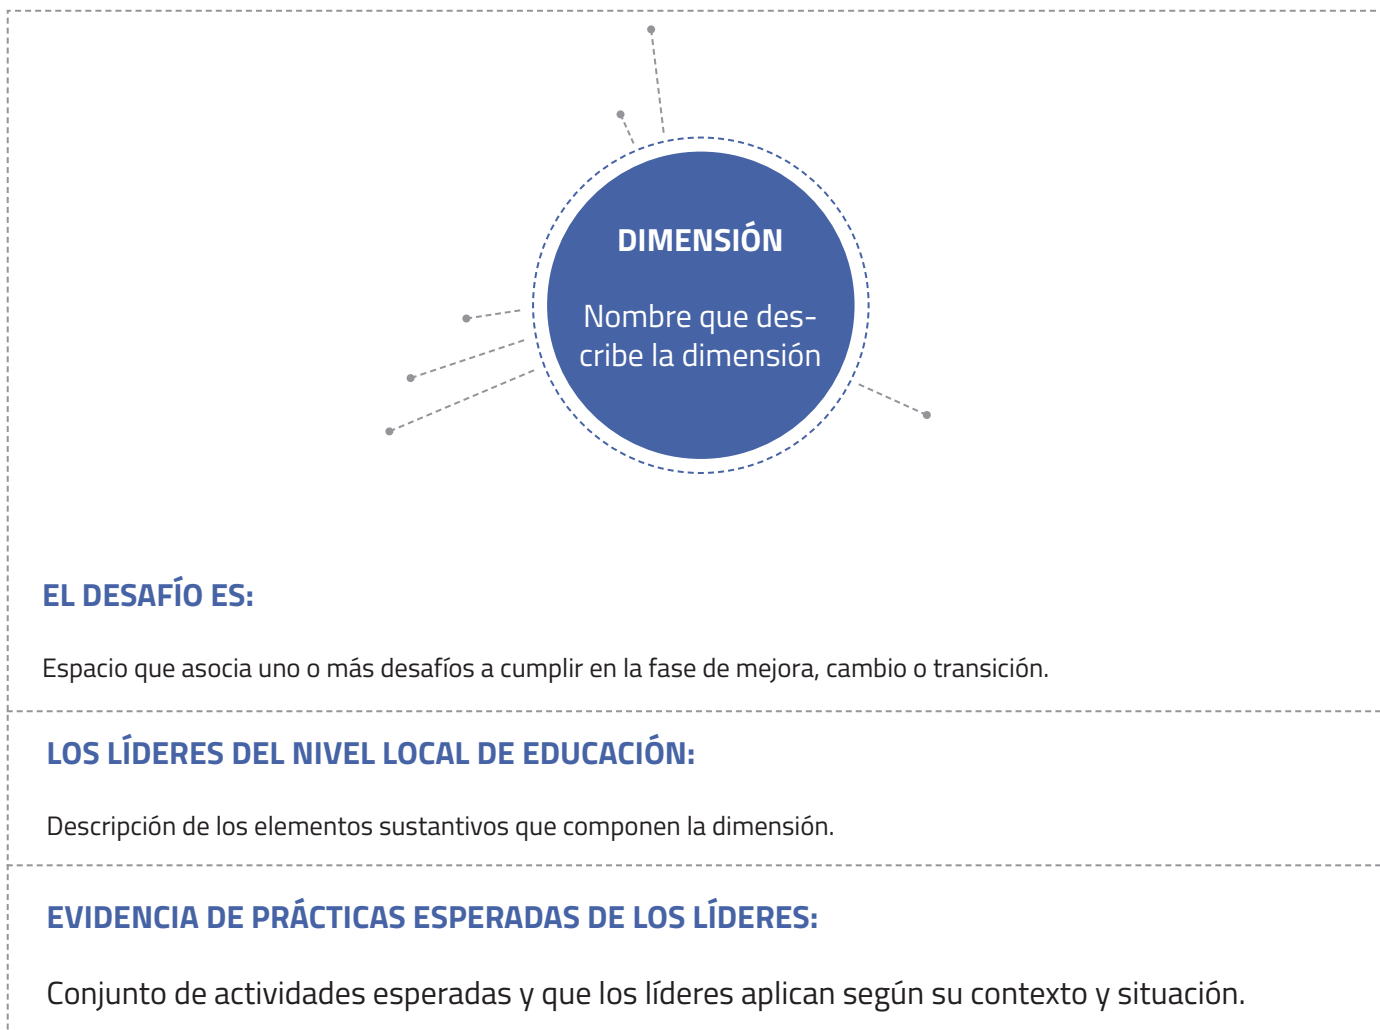 DIMENSIÓN
Nombre que des-
cribe la dimensión
EL DESAFÍO ES:
Espacio que asocia uno o más desafíos a cumplir en la fase de mejora, cambio o transición.
LOS LÍDERES DEL NIVEL LOCAL DE EDUCACIÓN:
Descripción de los elementos sustantivos que componen la dimensión.
EVIDENCIA DE PRÁCTICAS ESPERADAS DE LOS LÍDERES:
Conjunto de actividades esperadas y que los líderes aplican según su contexto y situación.